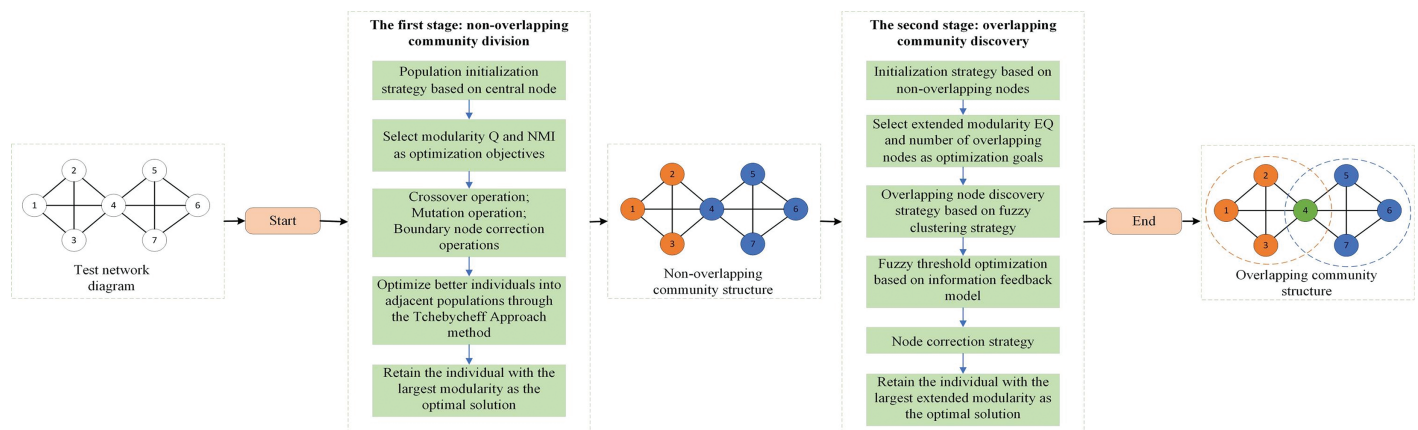 2
5
1
4
6
3
7
Test network
diagram
Start
The first stage: non-overlapping
community division
Population initialization
strategy based on central node
Select modularity Q and NMI
as optimization objectives
Crossover operation;
Mutation operation;
Boundary node correction
operations
Optimize better individuals into
adjacent populations through
the Tchebycheff Approach
method
Retain the individual with the
largest modularity as the
optimal solution
2
5
1
4
6
3
7
Non-overlapping
community structure
The second stage: overlapping
community discovery
Initialization strategy based on
non-overlapping nodes
Select extended modularity EQ
and number of overlapping
nodes as optimization goals
Overlapping node discovery
strategy based on fuzzy
clustering strategy
Fuzzy threshold optimization
based on information feedback
model
Node correction strategy
Retain the individual with the
largest extended modularity as
the optimal solution
End
2
5
1
4
6
3
7
Overlapping community
structure